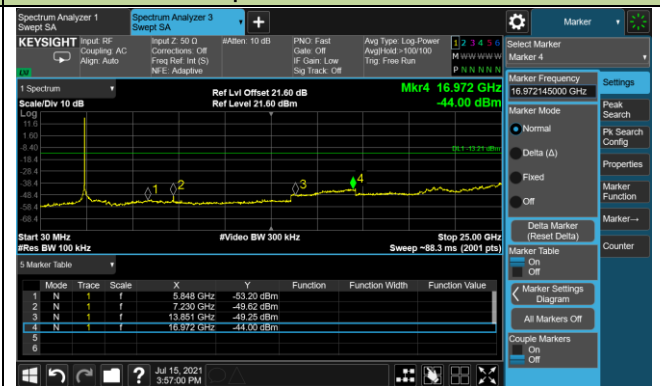 Spectrum Analyzer 1
Swept SA
Spectrum Analyzer 3
Swept SA
Marker
KEYSIGHT
Input: RF
Coupling: AC
Align: Auto
Input Z: 50 Ω
Corrections: Off
Freq Ref: Int (S)
NFE: Adaptive
#Atten: 10 dB
PNO: Fast
Gate: Off
IF Gain: Low
Sig Track: Off
Avg Type: Log-Power
Avg|Hold:>100/100
Trig: Free Run
1 2 3 4 5 6
M W W W W W
P N N N N N
Select Marker
Marker 4
1 Spectrum
Scale/Div 10 dB
Log
Ref Lvl Offset 21.60 dB
Ref Level 21.60 dBm
Mkr4 16.972 GHz
-44.00 dBm
11.6
1.60
-8.40
-18.4
-28.4
-38.4
-48.4
-58.4
-68.4
DL1 -13.21 dBm
1
2
3
4
Start 30 MHz
#Res BW 100 kHz
#Video BW 300 kHz
Stop 25.00 GHz
Sweep ~88.3 ms (2001 pts)
5 Marker Table
Mode Trace Scale X Y Function Function Width Function Value
1 N 1 f 5.848 GHz -53.20 dBm
2 N 1 f 7.230 GHz -49.62 dBm
3 N 1 f 13.851 GHz -49.25 dBm
4 N 1 f 16.972 GHz -44.00 dBm
5
6
Marker Frequency
16.972145000 GHz
Marker Mode
Normal
Delta (Δ)
Fixed
Off
Delta Marker
(Reset Delta)
Marker Table
On
Off
Marker Settings
Diagram
All Markers Off
Couple Markers
On
Off
Settings
Peak
Search
Pk Search
Config
Properties
Marker
Function
Marker→
Counter
Jul 15, 2021
3:57:00 PM